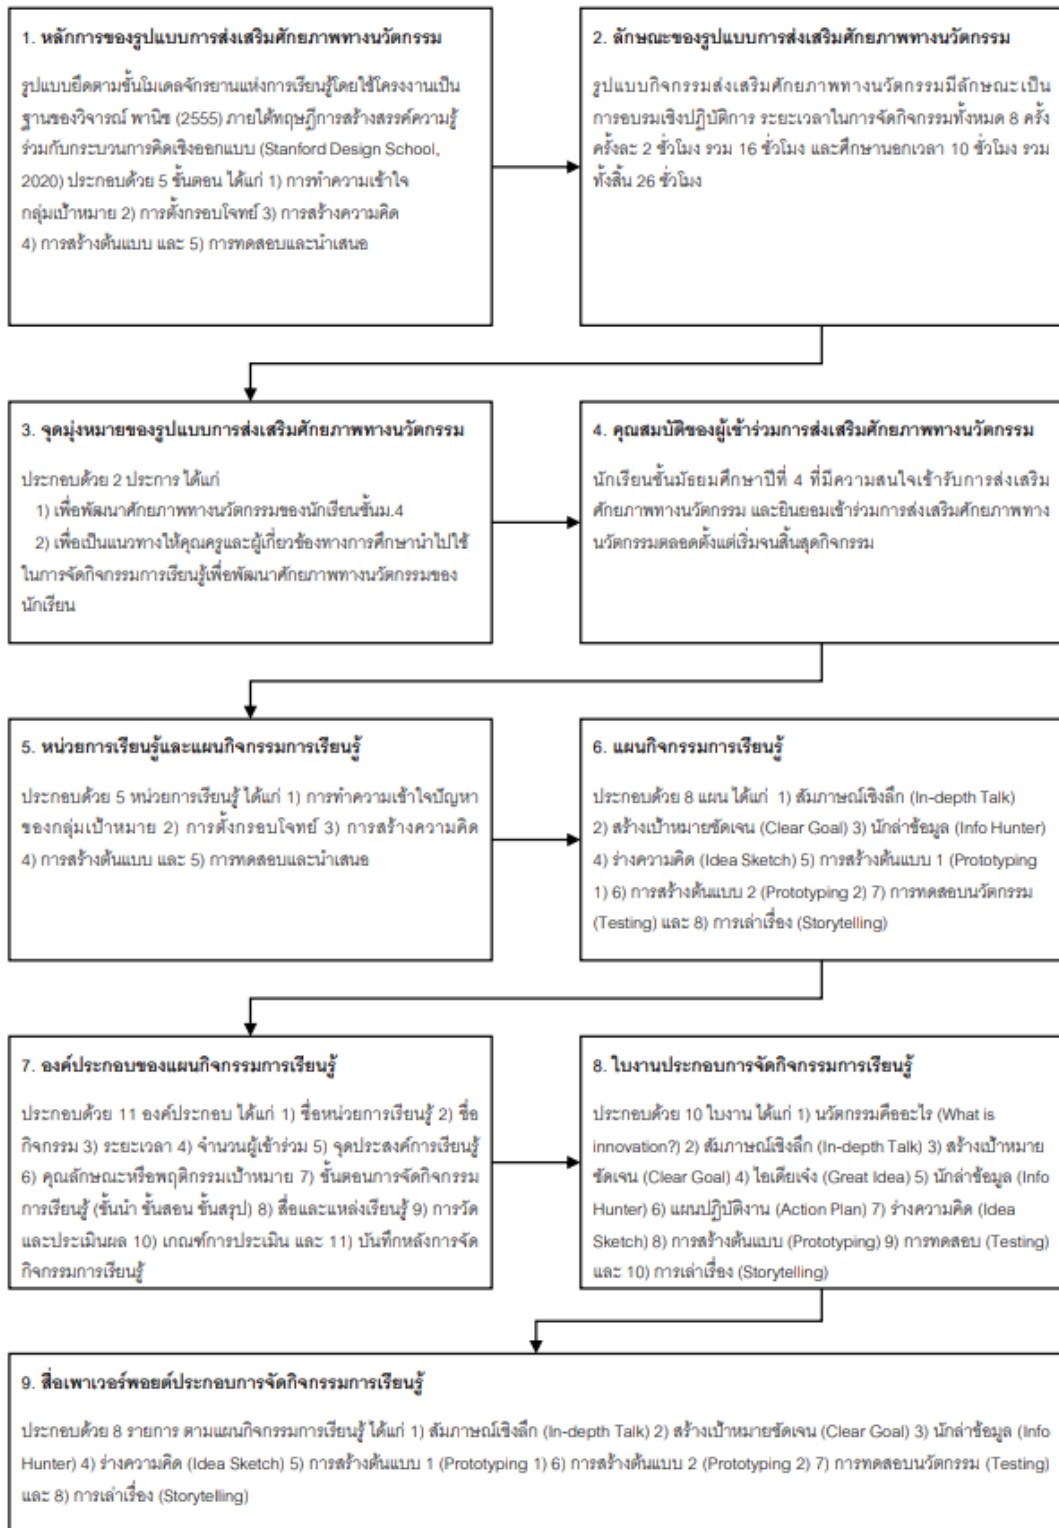 1. หลักการของรูปแบบการส่งเสริมศักยภาพทางนวัตกรรม
รูปแบบยึดตามขั้นโมเดลจักรยานแห่งการเรียนรู้โดยใช้โครงงานเป็น
ฐานของวิจารณ์ พานิช (2555) ภายใต้ทฤษฎีการสร้างสรรค์ความรู้
ร่วมกับกระบวนการคิดเชิงออกแบบ (Stanford Design School,
2020) ประกอบด้วย 5 ขั้นตอน ได้แก่ 1) การทำความเข้าใจ
กลุ่มเป้าหมาย 2) การตั้งกรอบโจทย์ 3) การสร้างความคิด
4) การสร้างต้นแบบ และ 5) การทดสอบและนำเสนอ
2. ลักษณะของรูปแบบการส่งเสริมศักยภาพทางนวัตกรรม
รูปแบบกิจกรรมส่งเสริมศักยภาพทางนวัตกรรมมีลักษณะเป็น
การอบรมเชิงปฏิบัติการ ระยะเวลาในการจัดกิจกรรมทั้งหมด 8 ครั้ง
ครั้งละ 2 ชั่วโมง รวม 16 ชั่วโมง และศึกษานอกเวลา 10 ชั่วโมง รวม
ทั้งสิ้น 26 ชั่วโมง
3. จุดมุ่งหมายของรูปแบบการส่งเสริมศักยภาพทางนวัตกรรม
ประกอบด้วย 2 ประการ ได้แก่
1) เพื่อพัฒนาศักยภาพทางนวัตกรรมของนักเรียนชั้นม.4
2) เพื่อเป็นแนวทางให้คุณครูและผู้เกี่ยวข้องทางการศึกษานำไปใช้
ในการจัดกิจกรรมการเรียนรู้เพื่อพัฒนาศักยภาพทางนวัตกรรมของ
นักเรียน
4. คุณสมบัติของผู้เข้าร่วมการส่งเสริมศักยภาพทางนวัตกรรม
นักเรียนชั้นมัธยมศึกษาปีที่ 4 ที่มีความสนใจเข้ารับการส่งเสริม
ศักยภาพทางนวัตกรรม และยินยอมเข้าร่วมการส่งเสริมศักยภาพทาง
นวัตกรรมตลอดตั้งแต่เริ่มจนสิ้นสุดกิจกรรม
5. หน่วยการเรียนรู้และแผนกิจกรรมการเรียนรู้
ประกอบด้วย 5 หน่วยการเรียนรู้ ได้แก่ 1) การทำความเข้าใจปัญหา
ของกลุ่มเป้าหมาย 2) การตั้งกรอบโจทย์ 3) การสร้างความคิด
4) การสร้างต้นแบบ และ 5) การทดสอบและนำเสนอ
6. แผนกิจกรรมการเรียนรู้
ประกอบด้วย 8 แผน ได้แก่ 1) สัมภาษณ์เชิงลึก (In-depth Talk)
2) สร้างเป้าหมายชัดเจน (Clear Goal) 3) นักล่าข้อมูล (Info Hunter)
4) ร่างความคิด (Idea Sketch) 5) การสร้างต้นแบบ 1 (Prototyping
1) 6) การสร้างต้นแบบ 2 (Prototyping 2) 7) การทดสอบนวัตกรรม
(Testing) และ 8) การเล่าเรื่อง (Storytelling)
7. องค์ประกอบของแผนกิจกรรมการเรียนรู้
ประกอบด้วย 11 องค์ประกอบ ได้แก่ 1) ชื่อหน่วยการเรียนรู้ 2) ชื่อ
กิจกรรม 3) ระยะเวลา 4) จำนวนผู้เข้าร่วม 5) จุดประสงค์การเรียนรู้
6) คุณลักษณะหรือพฤติกรรมเป้าหมาย 7) ขั้นตอนการจัดกิจกรรม
การเรียนรู้ (ขั้นนำ ขั้นสอน ขั้นสรุป) 8) สื่อและแหล่งเรียนรู้ 9) การวัด
และประเมินผล 10) เกณฑ์การประเมิน และ 11) บันทึกหลังการจัด
กิจกรรมการเรียนรู้
8. ใบงานประกอบการจัดกิจกรรมการเรียนรู้
ประกอบด้วย 10 ใบงาน ได้แก่ 1) นวัตกรรมคืออะไร (What is
innovation?) 2) สัมภาษณ์เชิงลึก (In-depth Talk) 3) สร้างเป้าหมาย
ชัดเจน (Clear Goal) 4) ไอเดียเจ๋ง (Great Idea) 5) นักล่าข้อมูล (Info
Hunter) 6) แผนปฏิบัติงาน (Action Plan) 7) ร่างความคิด (Idea
Sketch) 8) การสร้างต้นแบบ (Prototyping) 9) การทดสอบ (Testing)
และ 10) การเล่าเรื่อง (Storytelling)
9. สื่อเพาเวอร์พอยต์ประกอบการจัดกิจกรรมการเรียนรู้
ประกอบด้วย 8 รายการ ตามแผนกิจกรรมการเรียนรู้ ได้แก่ 1) สัมภาษณ์เชิงลึก (In-depth Talk) 2) สร้างเป้าหมายชัดเจน (Clear Goal) 3) นักล่าข้อมูล (Info
Hunter) 4) ร่างความคิด (Idea Sketch) 5) การสร้างต้นแบบ 1 (Prototyping 1) 6) การสร้างต้นแบบ 2 (Prototyping 2) 7) การทดสอบนวัตกรรม (Testing)
และ 8) การเล่าเรื่อง (Storytelling)